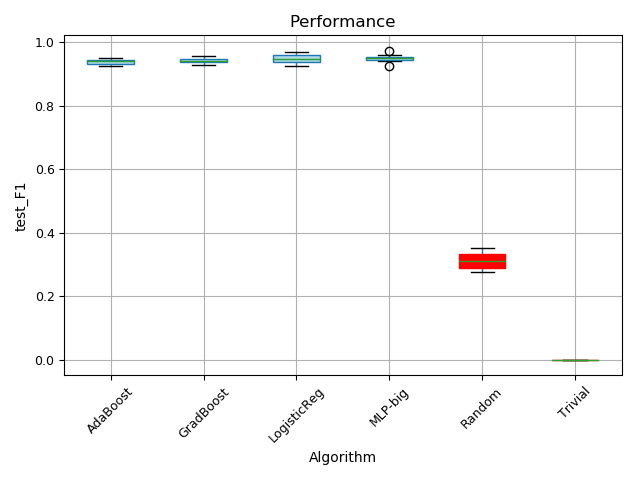 Performance
test_F1
1.0
0.8
0.6
0.4
0.2
0.0
AdaBoost
GradBoost
LogisticReg
MLP-big
Random
Trivial
Algorithm